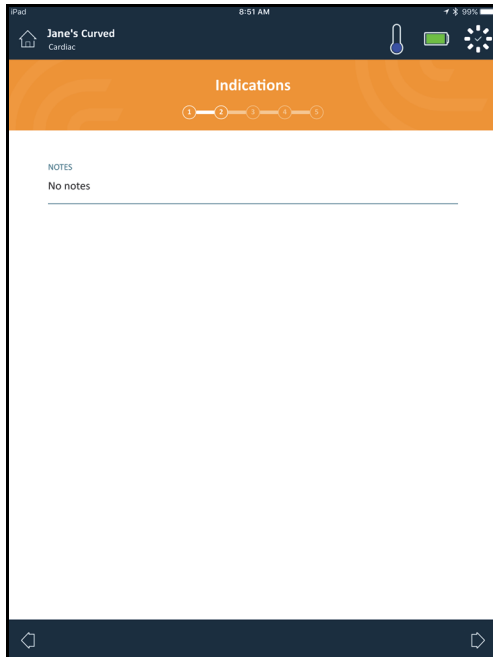 iPad 8:51 AM 99%
Jane's Curved
Cardiac
Indications
1 2 3 4 5
NOTES
No notes